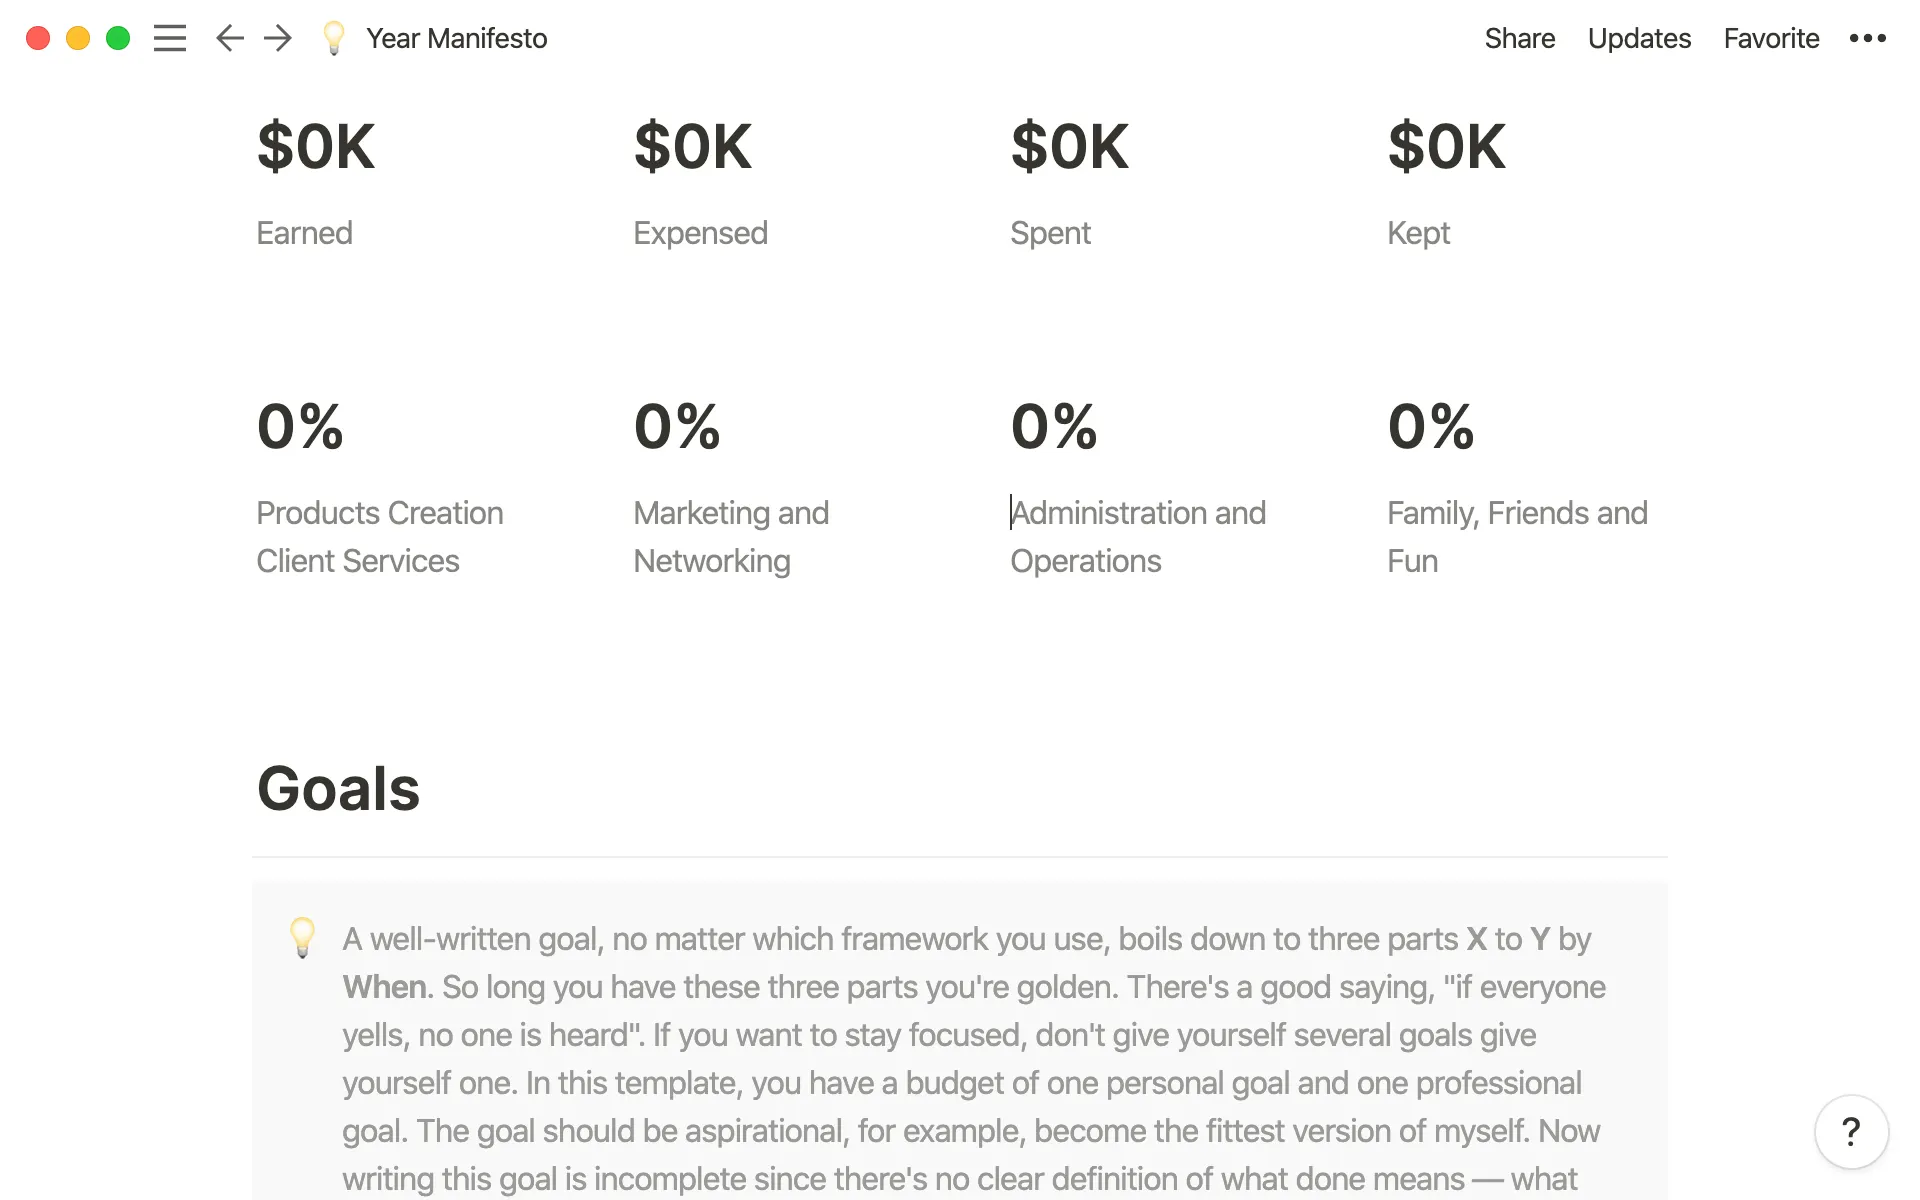 Year Manifesto
Share Updates Favorite
$0K $0K $0K $0K
Earned Expensed Spent Kept
0% 0% 0% 0%
Products Creation Marketing and Administration and Family, Friends and
Client Services Networking Operations Fun
Goals
A well-written goal, no matter which framework you use, boils down to three parts X to Y by
When. So long you have these three parts you're golden. There's a good saying, "if everyone
yells, no one is heard". If you want to stay focused, don't give yourself several goals give
yourself one. In this template, you have a budget of one personal goal and one professional
goal. The goal should be aspirational, for example, become the fittest version of myself. Now
writing this goal is incomplete since there's no clear definition of what done means — what
?